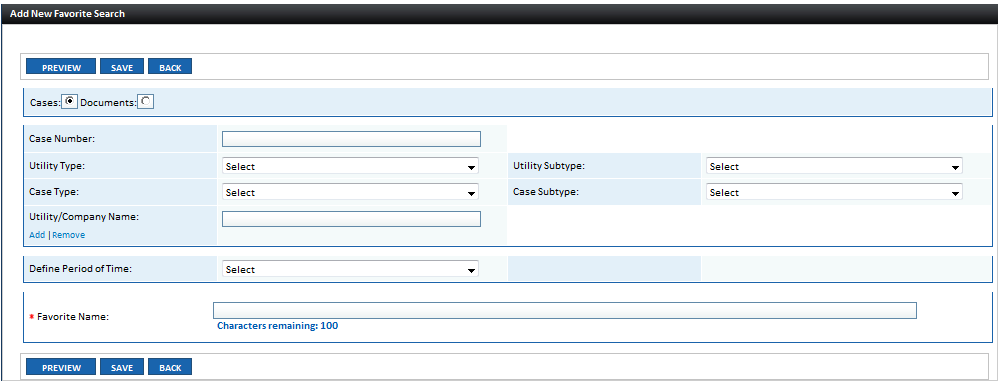 Add New Favorite Search
PREVIEW SAVE BACK
Cases: Documents:
Case Number:
Utility Type: Select Utility Subtype: Select
Case Type: Select Case Subtype: Select
Utility/Company Name:
Add | Remove
Define Period of Time: Select
* Favorite Name:
Characters remaining: 100
PREVIEW SAVE BACK